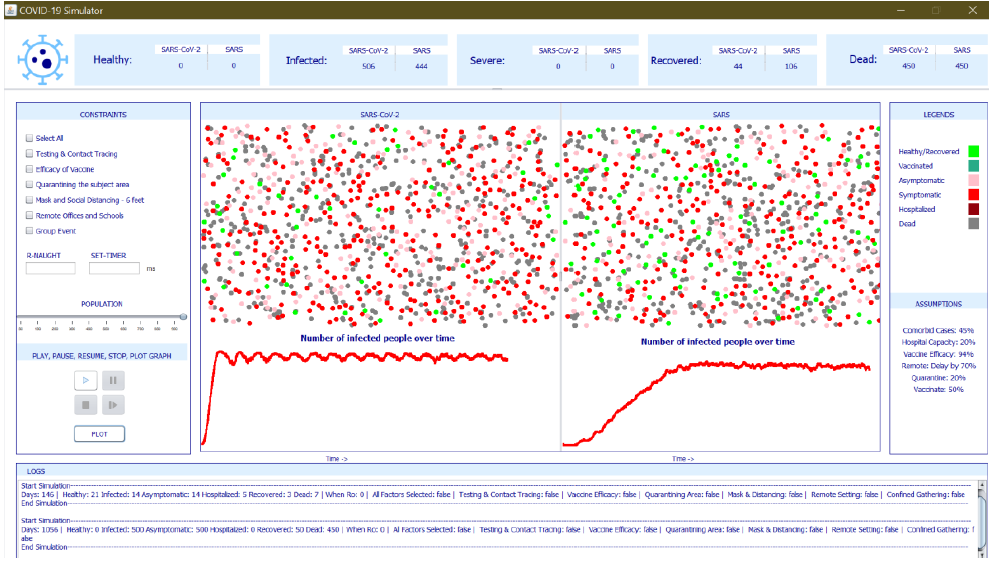 COVID-19 Simulator
Healthy:
SARS-CoV-2 SARS
0 0
Infected:
SARS-CoV-2 SARS
506 444
Severe:
SARS-CoV-2 SARS
0 0
Recovered:
SARS-CoV-2 SARS
44 106
Dead:
SARS-CoV-2 SARS
450 450
CONSTRAINTS
Select All
Testing & Contact Tracing
Efficacy of Vaccine
Quarantining the subject area
Mask and Social Distancing - 6 feet
Remote Offices and Schools
Group Event
R-NAUGHT SET-TIMER
ms
POPULATION
PLAY, PAUSE, RESUME, STOP, PLOT GRAPH
PLOT
SARS-CoV-2
Number of infected people over time
Time ->
SARS
Number of infected people over time
Time ->
LEGENDS
Healthy/Recovered
Vaccinated
Asymptomatic
Symptomatic
Hospitalized
Dead
ASSUMPTIONS
Comorbid Cases: 45%
Hospital Capacity: 20%
Vaccine Efficacy: 94%
Remote: Delay by 70%
Quarantine: 20%
Vaccinate: 50%
LOGS
Start Simulation
Days: 146 | Healthy: 21 Infected: 14 Asymptomatic: 14 Hospitalized: 5 Recovered: 3 Dead: 7 | When Ro: 0 | All Factors Selected: false | Testing & Contact Tracing: false | Vaccine Efficacy: false | Quarantining Area: false | Mask & Distancing: false | Remote Setting: false | Confined Gathering: false
End Simulation
Start Simulation
Days: 1056 | Healthy: 0 Infected: 500 Asymptomatic: 500 Hospitalized: 0 Recovered: 50 Dead: 450 | When Ro: 0 | All Factors Selected: false | Testing & Contact Tracing: false | Vaccine Efficacy: false | Quarantining Area: false | Mask & Distancing: false | Remote Setting: false | Confined Gathering: f
alse
End Simulation